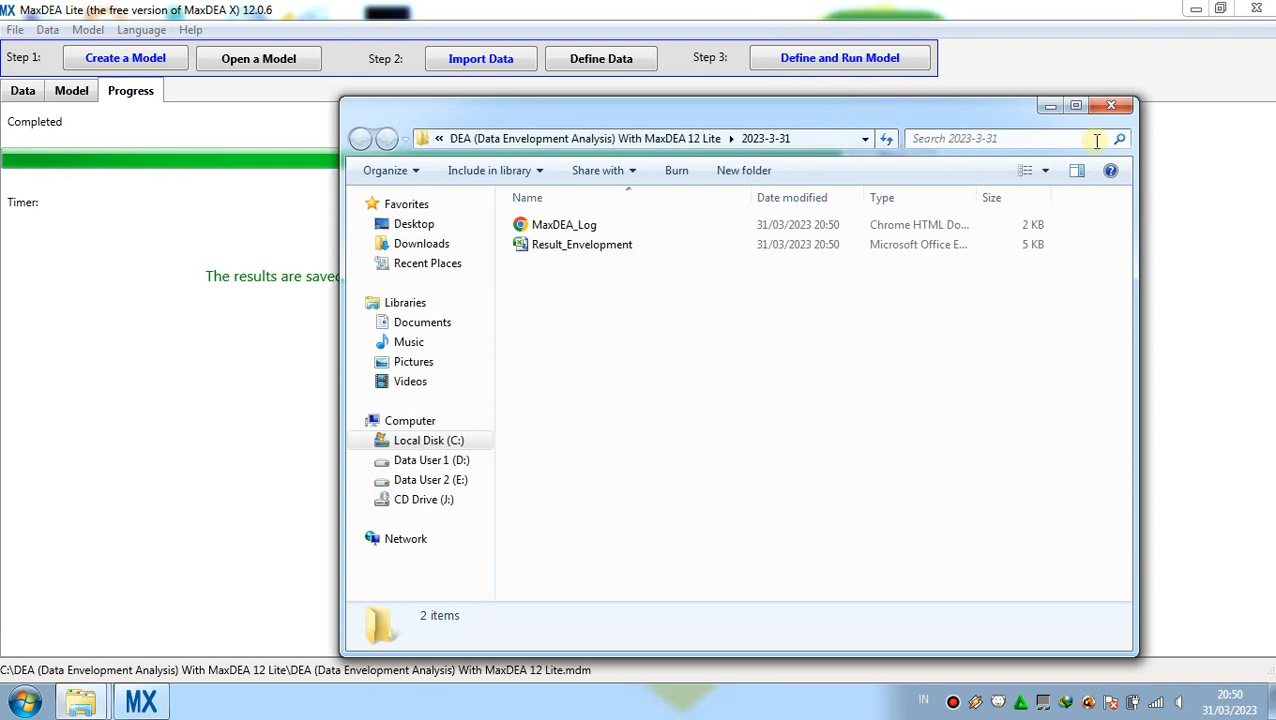 MX MaxDEA Lite (the free version of MaxDEA X) 12.0.6
File Data Model Language Help
Step 1: Create a Model Open a Model Step 2: Import Data Define Data Step 3: Define and Run Model
Data Model Progress
Completed
Timer:
The results are saved
« DEA (Data Envelopment Analysis) With MaxDEA 12 Lite 2023-3-31
Search 2023-3-31
Organize Include in library Share with Burn New folder
Name Date modified Type Size
MaxDEA_Log 31/03/2023 20:50 Chrome HTML Do... 2 KB
Result_Envelopment 31/03/2023 20:50 Microsoft Office E... 5 KB
Favorites
Desktop
Downloads
Recent Places
Libraries
Documents
Music
Pictures
Videos
Computer
Local Disk (C:)
Data User 1 (D:)
Data User 2 (E:)
CD Drive (J:)
Network
2 items
C:\DEA (Data Envelopment Analysis) With MaxDEA 12 Lite\DEA (Data Envelopment Analysis) With MaxDEA 12 Lite.mdm
MX
IN
20:50
31/03/2023